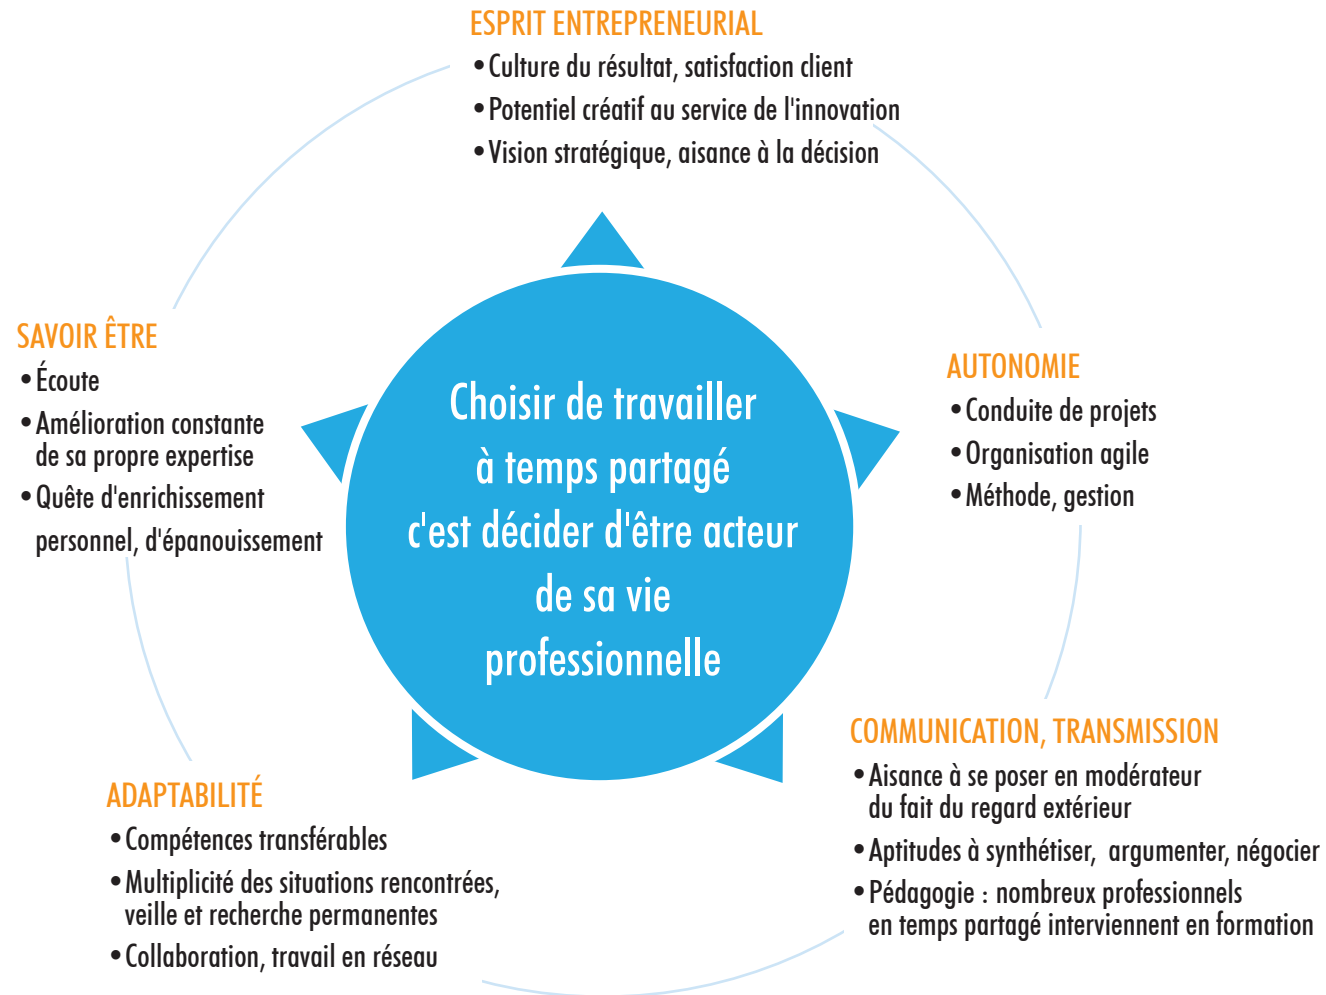 ESPRIT ENTREPRENEURIAL
• Culture du résultat, satisfaction client
• Potentiel créatif au service de l'innovation
• Vision stratégique, aisance à la décision
SAVOIR ÊTRE
• Écoute
• Amélioration constante
de sa propre expertise
• Quête d'enrichissement
personnel, d'épanouissement
Choisir de travailler
à temps partagé
c'est décider d'être acteur
de sa vie
professionnelle
AUTONOMIE
• Conduite de projets
• Organisation agile
• Méthode, gestion
COMMUNICATION, TRANSMISSION
• Aisance à se poser en modérateur
du fait du regard extérieur
• Aptitudes à synthétiser, argumenter, négocier
• Pédagogie : nombreux professionnels
en temps partagé interviennent en formation
ADAPTABILITÉ
• Compétences transférables
• Multiplicité des situations rencontrées,
veille et recherche permanentes
• Collaboration, travail en réseau